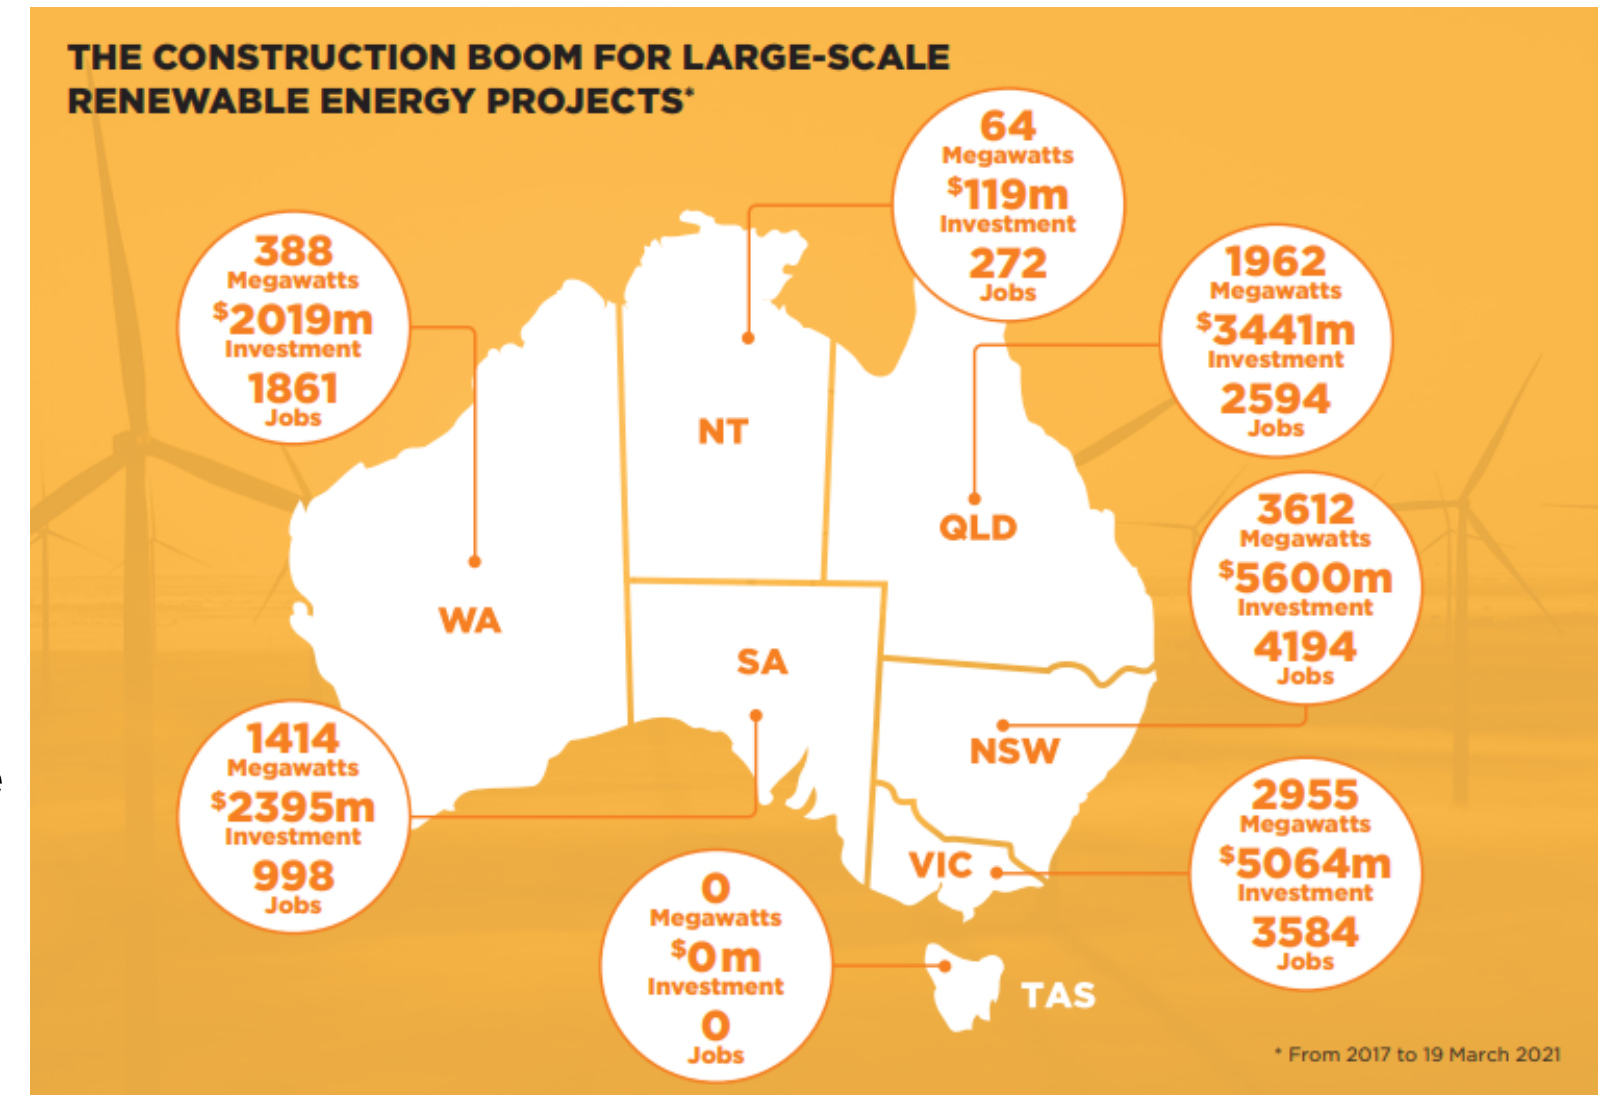 THE CONSTRUCTION BOOM FOR LARGE-SCALE
RENEWABLE ENERGY PROJECTS*
64
Megawatts
$119m
Investment
272
Jobs
388
Megawatts
$2019m
Investment
1861
Jobs
1962
Megawatts
$3441m
Investment
2594
Jobs
NT
QLD
3612
Megawatts
$5600m
Investment
4194
Jobs
WA
SA
NSW
1414
Megawatts
$2395m
Investment
998
Jobs
2955
Megawatts
$5064m
Investment
3584
Jobs
VIC
0
Megawatts
$0m
Investment
0
Jobs
TAS
* From 2017 to 19 March 2021